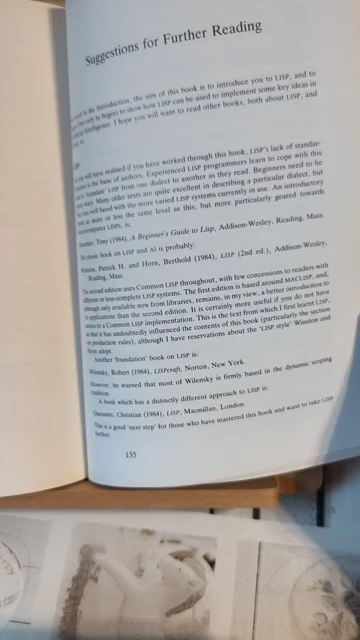 Suggestions for Further Reading
in the Introduction, the aim of this book is to introduce you to LISP, and to
only to begin) to show how LISP can be used to implement some key ideas in
Intelligence. I hope you will want to read other books, both about LISP, and
will have realised if you have worked through this book, LISP's lack of standar-
is the bane of authors. Experienced LISP programmers learn to cope with this
LISP from one dialect to another as they read. Beginners need to be
Many older texts are quite excellent in describing a particular dialect, but
will be faced with the more varied LISP systems currently in use. An introductory
at more or less the same level as this, but more particularly geared towards
LISPs, is:
Tony (1984), A Beginner's Guide to Lisp, Addison-Wesley, Reading, Mass.
The classic book on LISP and AI is probably:
Winston, Patrick H. and Horn, Berthold (1984), LISP (2nd ed.), Addison-Wesley,
Reading, Mass.
The second edition uses Common LISP throughout, with few concessions to readers with
different or less-complete LISP systems. The first edition is based around MACLISP, and,
although only available now from libraries, remains, in my view, a better introduction to
applications than the second edition. It is certainly more useful if you do not have
access to a Common LISP implementation. This is the text from which I first learnt LISP,
so that it has undoubtedly influenced the contents of this book (particularly the section
on production rules), although I have reservations about the 'LISP style' Winston and
Horn adopt.
Another 'foundation' book on LISP is:
Wilensky, Robert (1984), LISPcraft, Norton, New York.
However, be warned that most of Wilensky is firmly based in the dynamic scoping
tradition.
A book which has a distinctly different approach to LISP is:
Queinnec, Christian (1984), LISP, Macmillan, London.
This is a good 'next step' for those who have mastered this book and want to take LISP
further.
135